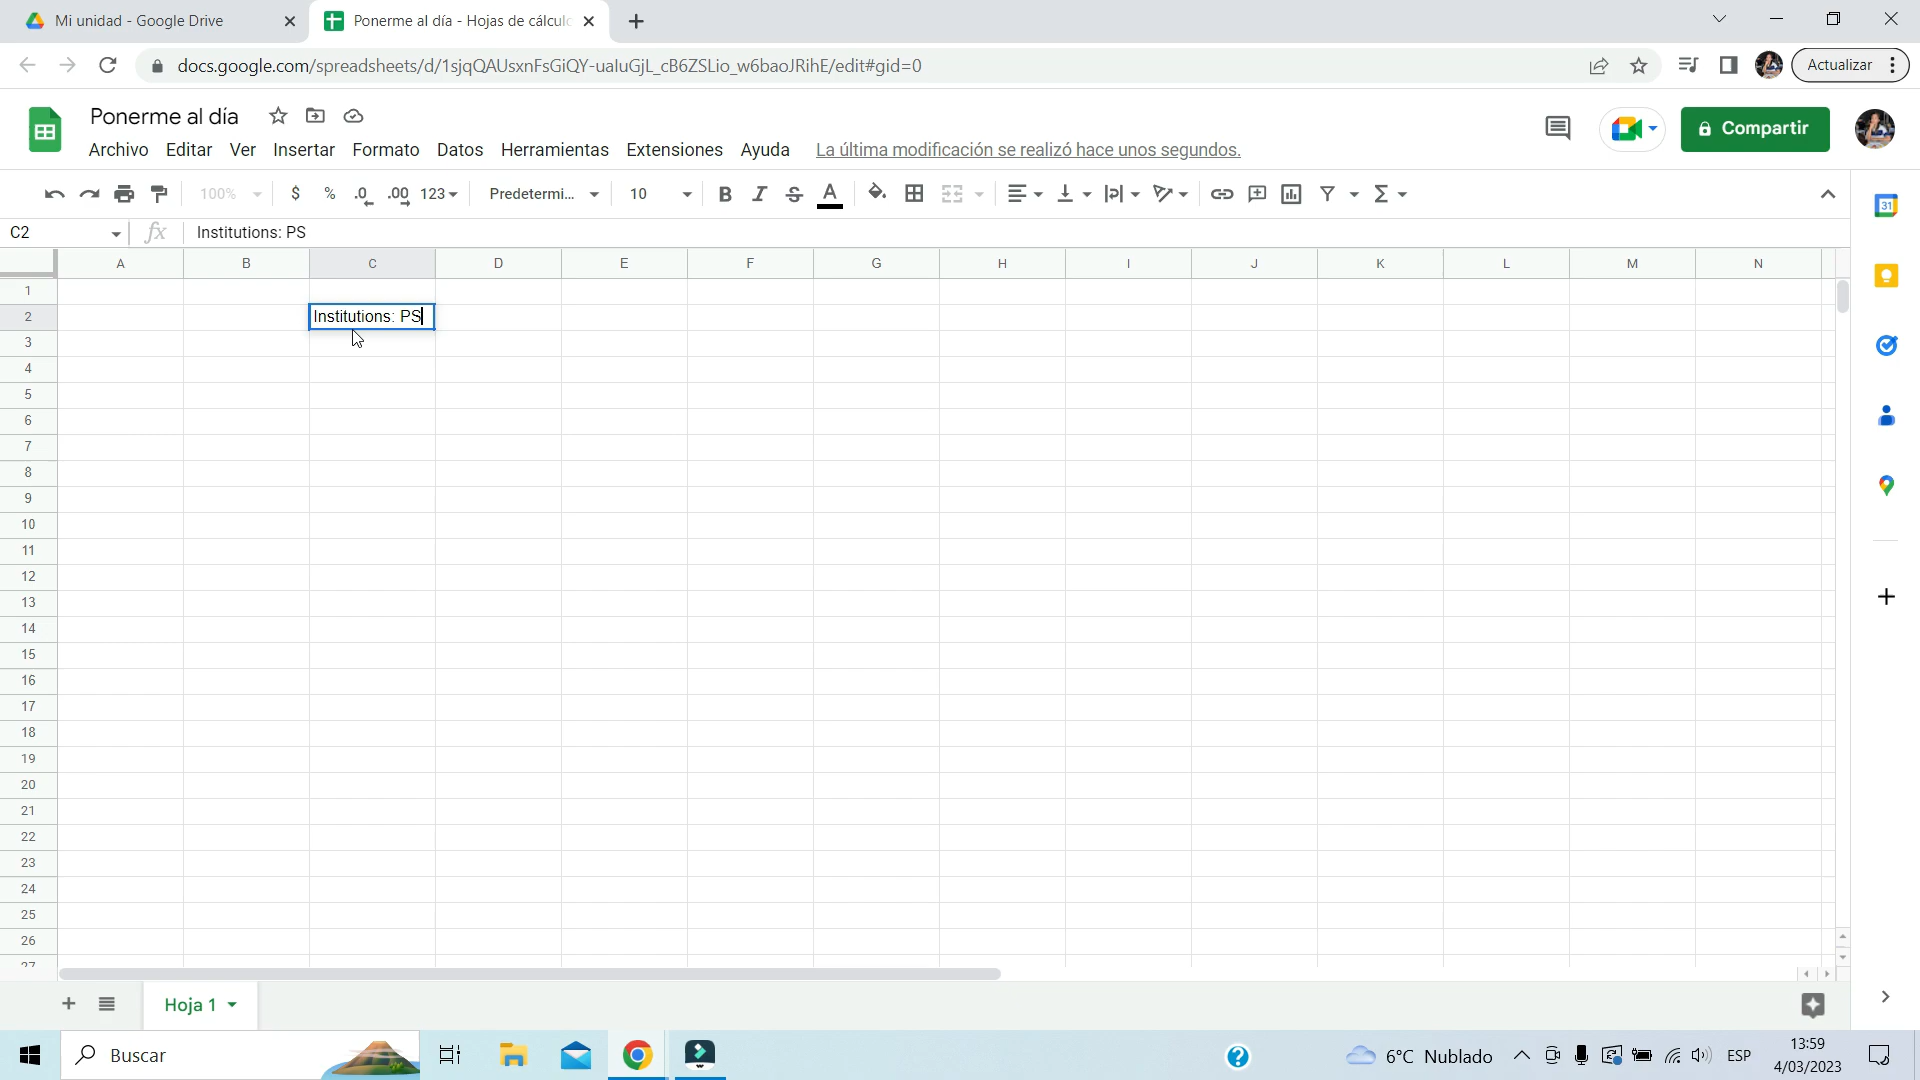 Mi unidad - Google Drive
Ponerme al día - Hojas de cálculo
docs.google.com/spreadsheets/d/1sjqQAUsxnFsGiQY-uaIuGjL_cB6ZSLio_w6baoJRihE/edit#gid=0
Actualizar
Ponerme al día
Archivo Editar Ver Insertar Formato Datos Herramientas Extensiones Ayuda La última modificación se realizó hace unos segundos.
Compartir
100% $ % .0 .00 123 Predetermi... 10 B I S A Σ
31
C2 fx Institutions: PS
A B C D E F G H I J K L M N
1
2 Institutions: PS
3
4
5
6
7
8
9
10
11
12
13
14
15
16
17
18
19
20
21
22
23
24
25
26
27
Hoja 1
Buscar
6°C Nublado
ESP
13:59
4/03/2023